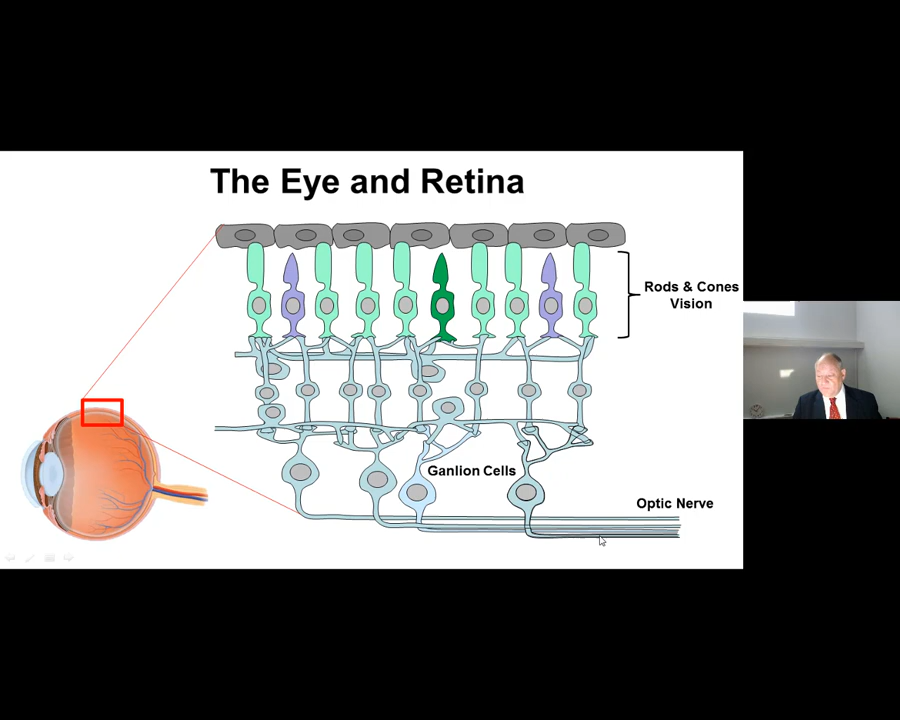 The Eye and Retina
Rods & Cones
Vision
Ganlion Cells
Optic Nerve